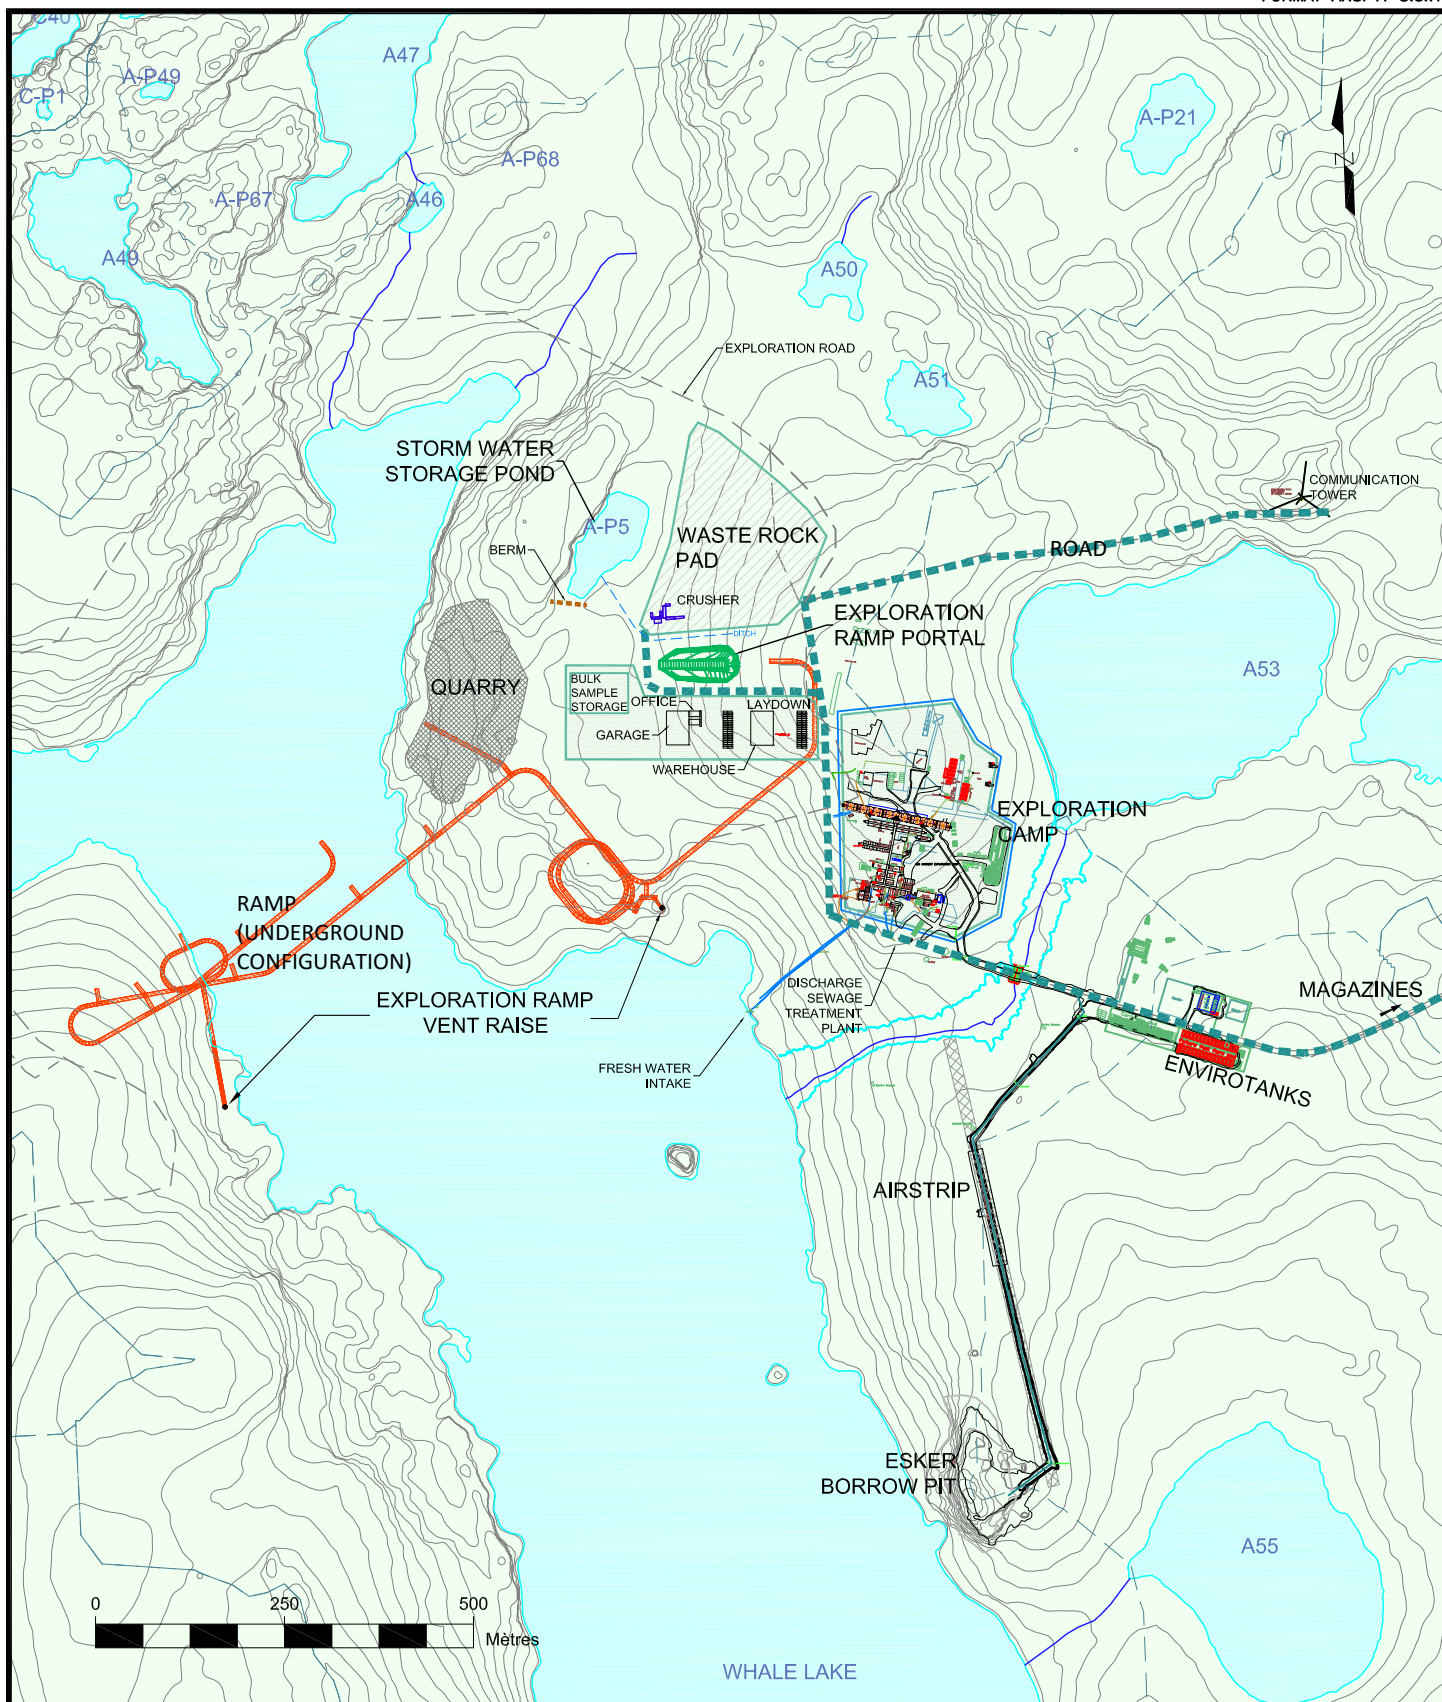 C40
A47
A-P49
C-P1
A-P21
A-P68
A-P67
A46
A49
A50
N
EXPLORATION ROAD
A51
STORM WATER
STORAGE POND
COMMUNICATION
TOWER
A-P5
WASTE ROCK
PAD
BERM
ROAD
CRUSHER
EXPLORATION
RAMP PORTAL
DITCH
A53
QUARRY
BULK
SAMPLE
STORAGE
OFFICE
LAYDOWN
GARAGE
WAREHOUSE
EXPLORATION
CAMP
RAMP
(UNDERGROUND
CONFIGURATION)
EXPLORATION RAMP
VENT RAISE
DISCHARGE
SEWAGE
TREATMENT
PLANT
MAGAZINES
FRESH WATER
INTAKE
ENVIROTANKS
AIRSTRIP
ESKER
BORROW PIT
A55
0 250 500
Mètres
WHALE LAKE